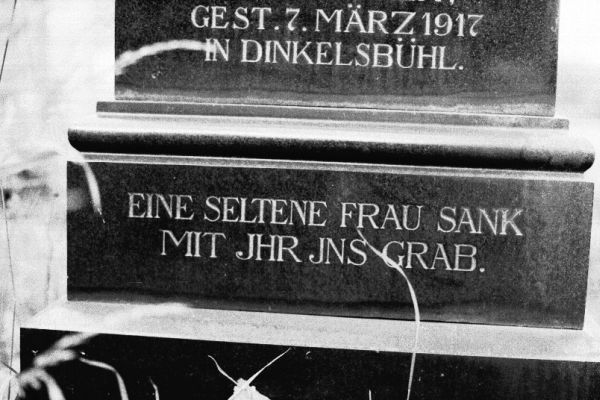 GEST. 7. MÄRZ 1917
IN DINKELSBÜHL.
EINE SELTENE FRAU SANK
MIT JHR JNS GRAB.